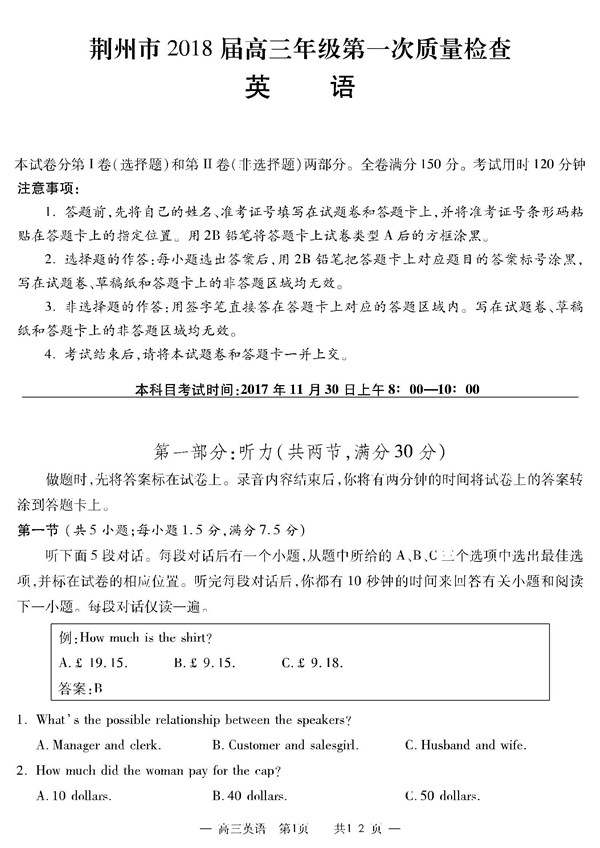 荆州市 2018 届高三年级第一次质量检查
英 语
本试卷分第 I 卷(选择题)和第 II 卷(非选择题)两部分。全卷满分 150 分。考试用时 120 分钟
注意事项:
1. 答题前,先将自己的姓名、准考证号填写在试题卷和答题卡上,并将准考证号条形码粘
贴在答题卡上的指定位置。用 2B 铅笔将答题卡上试卷类型 A 后的方框涂黑。
2. 选择题的作答:每小题选出答案后,用 2B 铅笔把答题卡上对应题目的答案标号涂黑,
写在试题卷、草稿纸和答题卡上的非答题区域均无效。
3. 非选择题的作答:用签字笔直接答在答题卡上对应的答题区域内。写在试题卷、草稿
纸和答题卡上的非答题区域均无效。
4. 考试结束后,请将本试题卷和答题卡一并上交。
本科目考试时间:2017 年 11 月 30 日上午 8: 00—10: 00
第一部分:听力(共两节,满分 30 分)
做题时,先将答案标在试卷上。录音内容结束后,你将有两分钟的时间将试卷上的答案转
涂到答题卡上。
第一节 (共 5 小题;每小题 1.5 分,满分 7.5 分)
听下面 5 段对话。每段对话后有一个小题,从题中所给的 A、B、C 三个选项中选出最佳选
项,并标在试卷的相应位置。听完每段对话后,你都有 10 秒钟的时间来回答有关小题和阅读
下一小题。每段对话仅读一遍。
例:How much is the shirt?
A. £ 19.15. B. £ 9.15. C. £ 9.18.
答案:B
1. What's the possible relationship between the speakers?
A. Manager and clerk. B. Customer and salesgirl. C. Husband and wife.
2. How much did the woman pay for the cap?
A. 10 dollars. B. 40 dollars. C. 50 dollars.
— 高三英语 第1页 共1 2 页 —